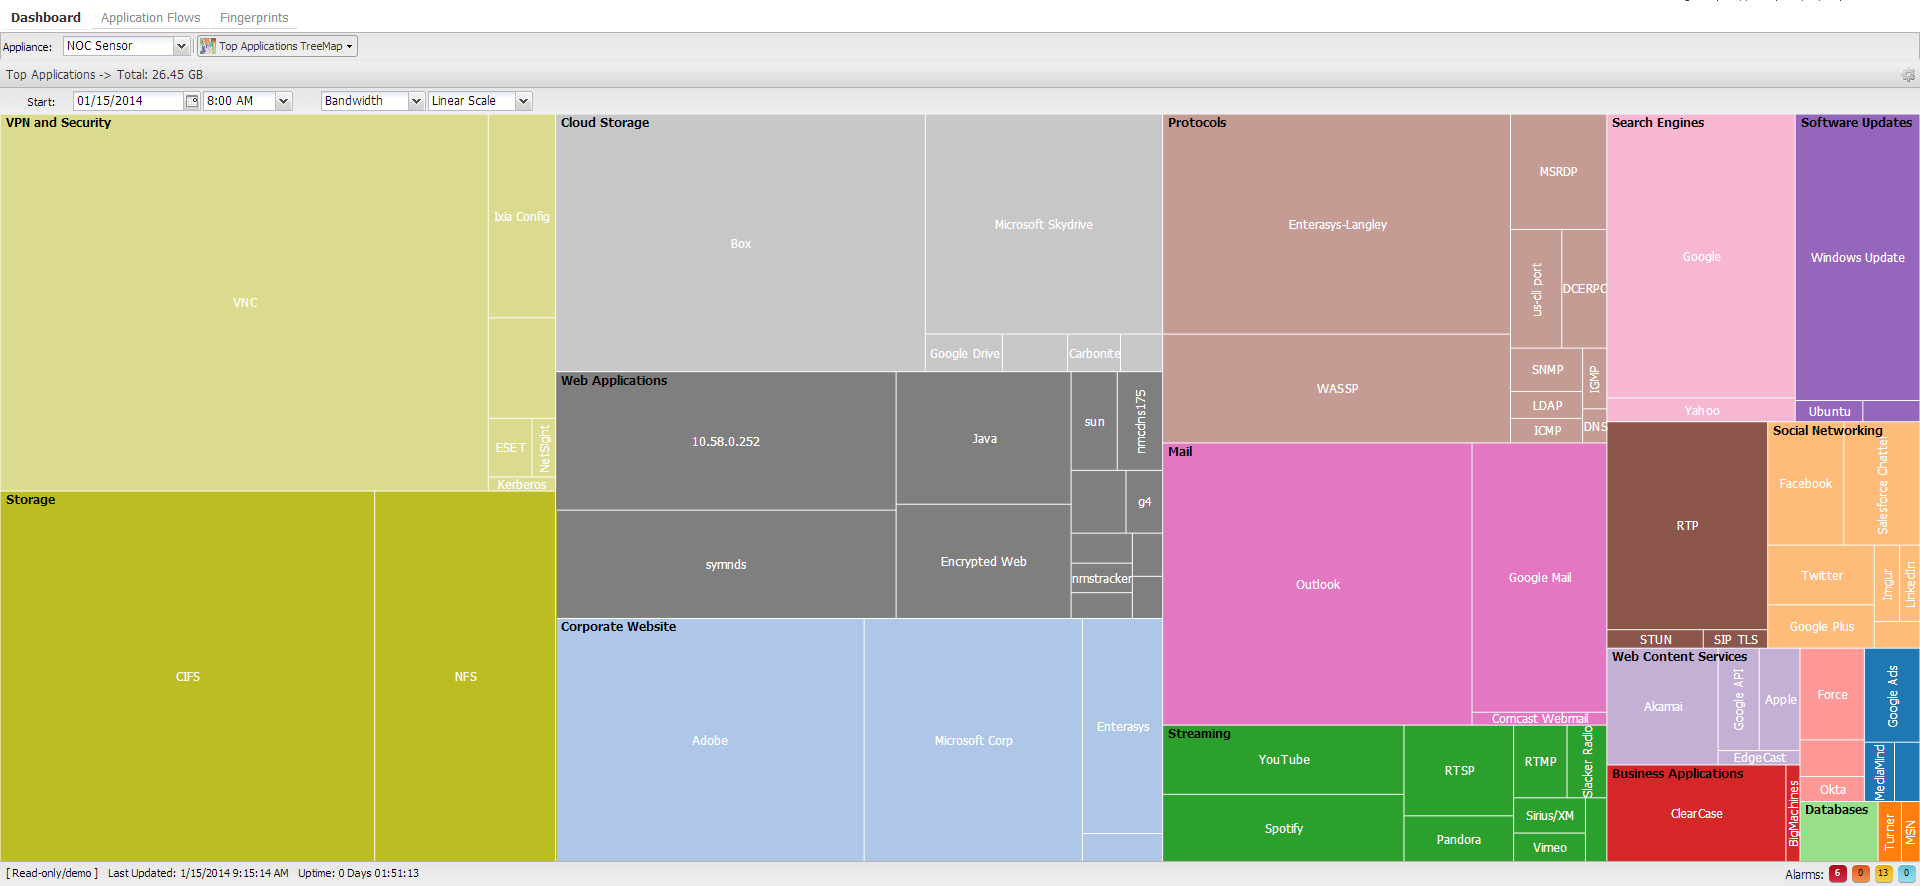 Dashboard Application Flows Fingerprints
Appliance: NOC Sensor Top Applications TreeMap
Top Applications -> Total: 26.45 GB
Start: 01/15/2014 8:00 AM Bandwidth Linear Scale
VPN and Security
VNC
Ixia Config
ESET
NetSight
Kerberos
Storage
CIFS
NFS
Cloud Storage
Box
Microsoft Skydrive
Google Drive
Carbonite
Web Applications
10.58.0.252
symnds
Java
Encrypted Web
sun
nmcdns175
g4
nmstracker
Corporate Website
Adobe
Microsoft Corp
Enterasys
Protocols
Enterasys-Langley
WASSP
MSRDP
us-cli port
DCERPC
SNMP
IGMP
LDAP
ICMP
DNS
Mail
Outlook
Google Mail
Comcast Webmail
Streaming
YouTube
Spotify
RTSP
Pandora
RTMP
Slacker Radio
Sirius/XM
Vimeo
Search Engines
Google
Yahoo
Software Updates
Windows Update
Ubuntu
RTP
STUN
SIP TLS
Social Networking
Facebook
Salesforce Chatter
Twitter
Imgur
LinkedIn
Google Plus
Web Content Services
Akamai
Google API
Apple
EdgeCast
Force
Okta
Google Ads
MediaMind
Business Applications
ClearCase
BigMachines
Databases
Turner
MSN
[ Read-only/demo ] Last Updated: 1/15/2014 9:15:14 AM Uptime: 0 Days 01:51:13
Alarms: 6 0 13 0